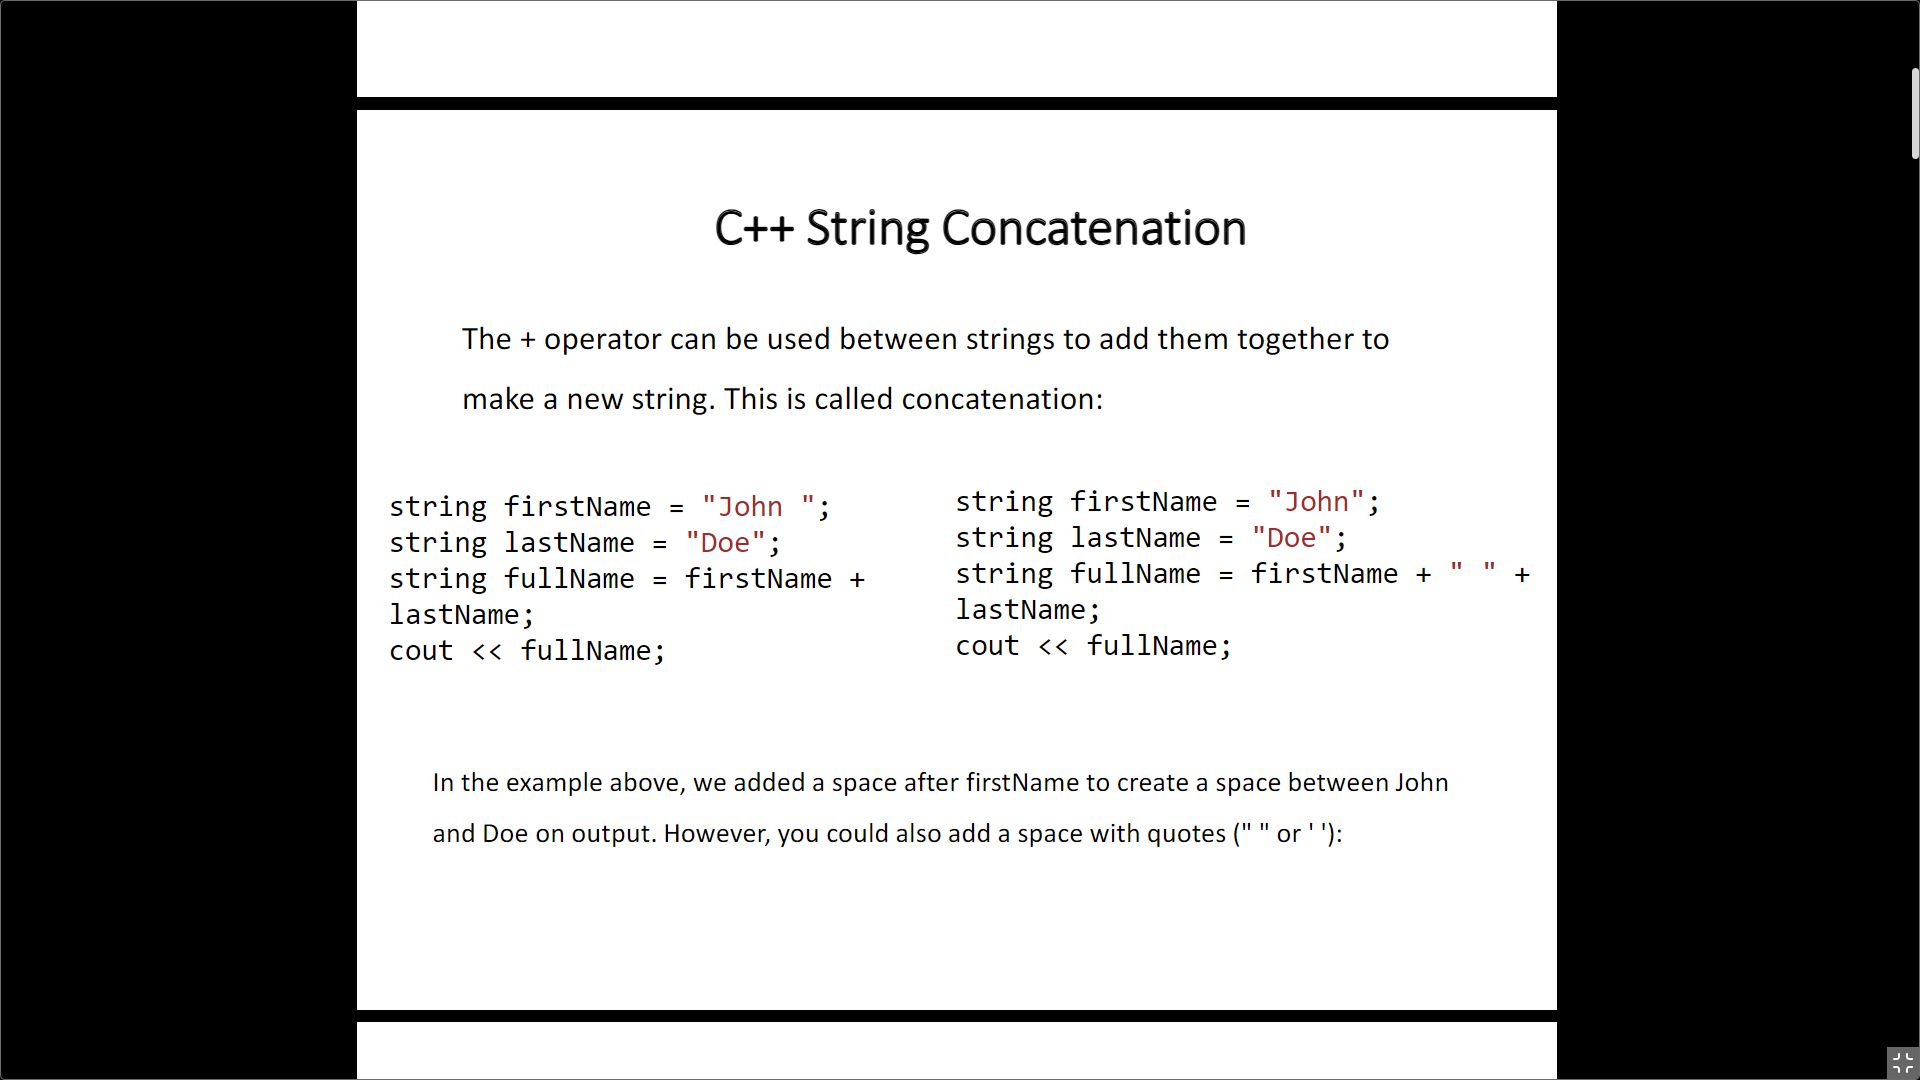 C++ String Concatenation
The + operator can be used between strings to add them together to
make a new string. This is called concatenation:
string firstName = "John ";
string lastName = "Doe";
string fullName = firstName +
lastName;
cout << fullName;
string firstName = "John";
string lastName = "Doe";
string fullName = firstName + " " +
lastName;
cout << fullName;
In the example above, we added a space after firstName to create a space between John
and Doe on output. However, you could also add a space with quotes (" " or ' '):